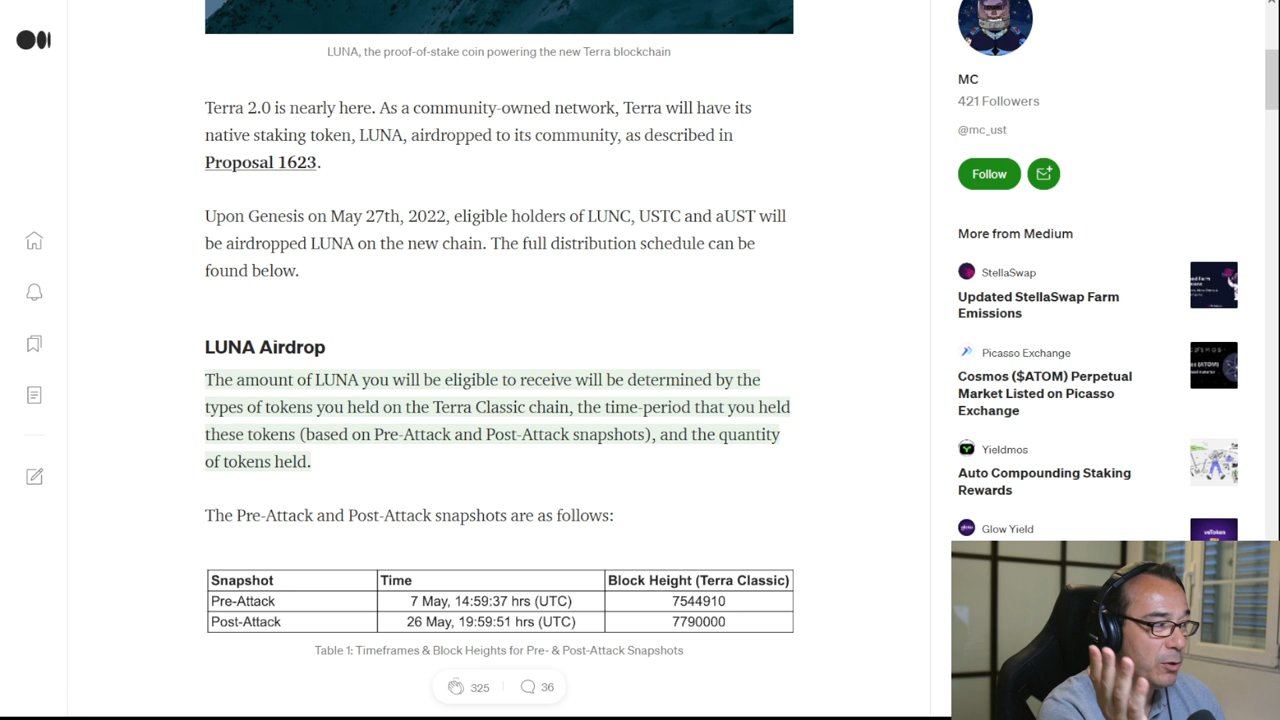 LUNA, the proof-of-stake coin powering the new Terra blockchain
Terra 2.0 is nearly here. As a community-owned network, Terra will have its
native staking token, LUNA, airdropped to its community, as described in
Proposal 1623.
Upon Genesis on May 27th, 2022, eligible holders of LUNC, USTC and aUST will
be airdropped LUNA on the new chain. The full distribution schedule can be
found below.
LUNA Airdrop
The amount of LUNA you will be eligible to receive will be determined by the
types of tokens you held on the Terra Classic chain, the time-period that you held
these tokens (based on Pre-Attack and Post-Attack snapshots), and the quantity
of tokens held.
The Pre-Attack and Post-Attack snapshots are as follows:
Snapshot Time Block Height (Terra Classic)
Pre-Attack 7 May, 14:59:37 hrs (UTC) 7544910
Post-Attack 26 May, 19:59:51 hrs (UTC) 7790000
Table 1: Timeframes & Block Heights for Pre- & Post-Attack Snapshots
325 36
MC
421 Followers
@mc_ust
Follow
More from Medium
StellaSwap
Updated StellaSwap Farm
Emissions
Picasso Exchange
Cosmos ($ATOM) Perpetual
Market Listed on Picasso
Exchange
Yieldmos
Auto Compounding Staking
Rewards
Glow Yield